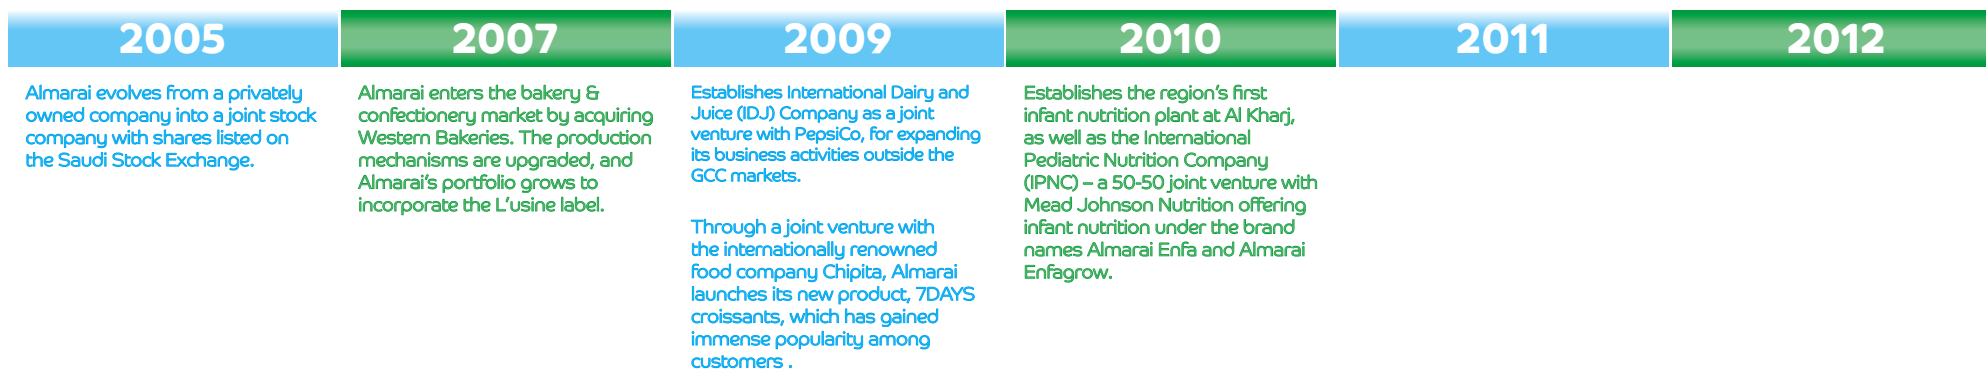 2005
Almarai evolves from a privately
owned company into a joint stock
company with shares listed on
the Saudi Stock Exchange.
2007
Almarai enters the bakery &
confectionery market by acquiring
Western Bakeries. The production
mechanisms are upgraded, and
Almarai's portfolio grows to
incorporate the L'usine label.
2009
Establishes International Dairy and
Juice (IDJ) Company as a joint
venture with PepsiCo, for expanding
its business activities outside the
GCC markets.
Through a joint venture with
the internationally renowned
food company Chipita, Almarai
launches its new product, 7DAYS
croissants, which has gained
immense popularity among
customers .
2010
Establishes the region's first
infant nutrition plant at Al Kharj,
as well as the International
Pediatric Nutrition Company
(IPNC) – a 50-50 joint venture with
Mead Johnson Nutrition offering
infant nutrition under the brand
names Almarai Enfa and Almarai
Enfagrow.
2011
2012